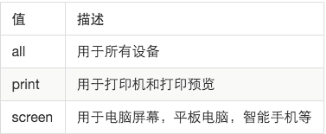 值 描述
all 用于所有设备
print 用于打印机和打印预览
screen 用于电脑屏幕，平板电脑，智能手机等